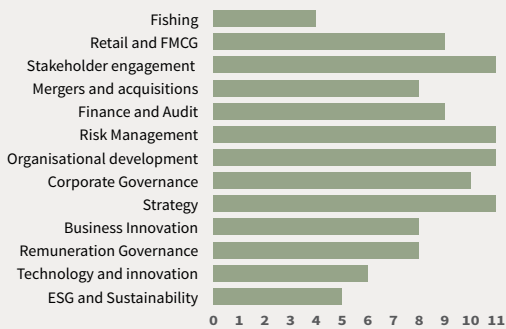 Fishing
Retail and FMCG
Stakeholder engagement
Mergers and acquisitions
Finance and Audit
Risk Management
Organisational development
Corporate Governance
Strategy
Business Innovation
Remuneration Governance
Technology and innovation
ESG and Sustainability
0 1 2 3 4 5 6 7 8 9 10 11